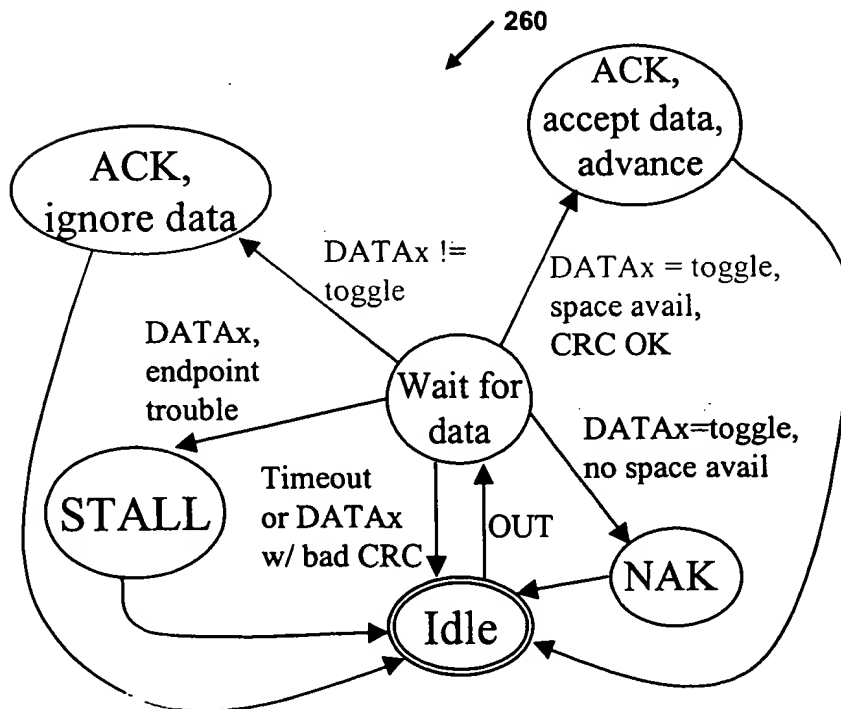 260
ACK,
accept data,
advance
ACK,
ignore data
DATAx !=
toggle
DATAx = toggle,
space avail,
CRC OK
DATAx,
endpoint
trouble
Wait for
data
DATAx=toggle,
no space avail
STALL
Timeout
or DATAx
w/ bad CRC
OUT
NAK
Idle